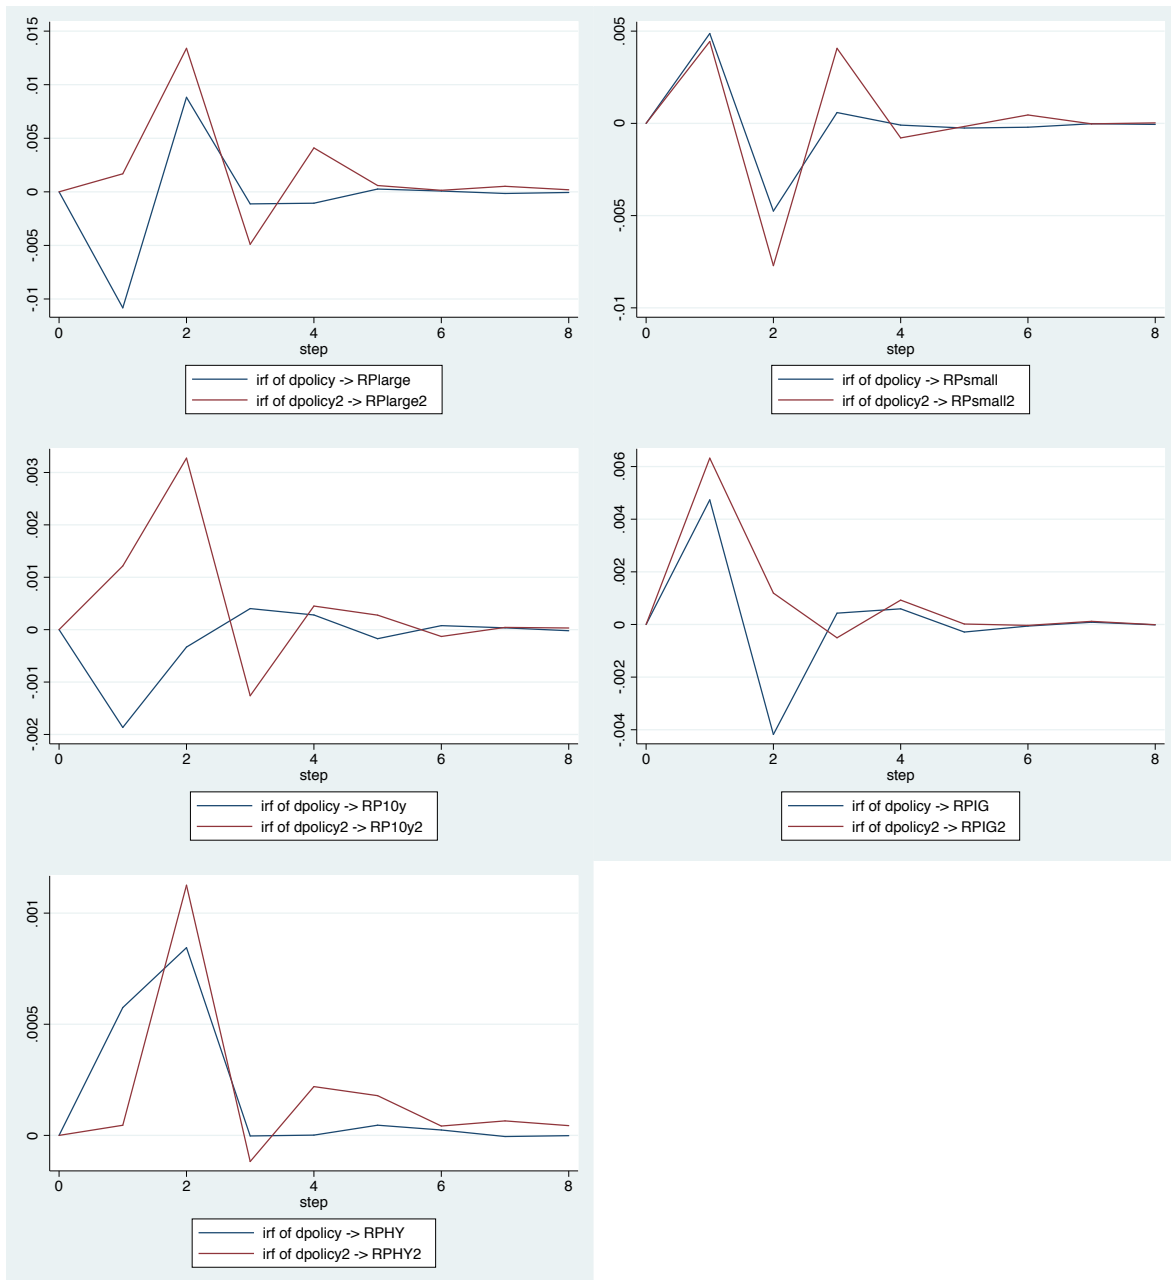 .015
.01
.005
0
-.005
-.01
0 2 4 6 8
step
irf of dpolicy -> RPlarge
irf of dpolicy2 -> RPlarge2
.005
0
-.005
-.01
0 2 4 6 8
step
irf of dpolicy -> RPsmall
irf of dpolicy2 -> RPsmall2
.003
.002
.001
0
-.001
-.002
0 2 4 6 8
step
irf of dpolicy -> RP10y
irf of dpolicy2 -> RP10y2
.006
.004
.002
0
-.002
-.004
0 2 4 6 8
step
irf of dpolicy -> RPIG
irf of dpolicy2 -> RPIG2
.001
.0005
0
0 2 4 6 8
step
irf of dpolicy -> RPHY
irf of dpolicy2 -> RPHY2